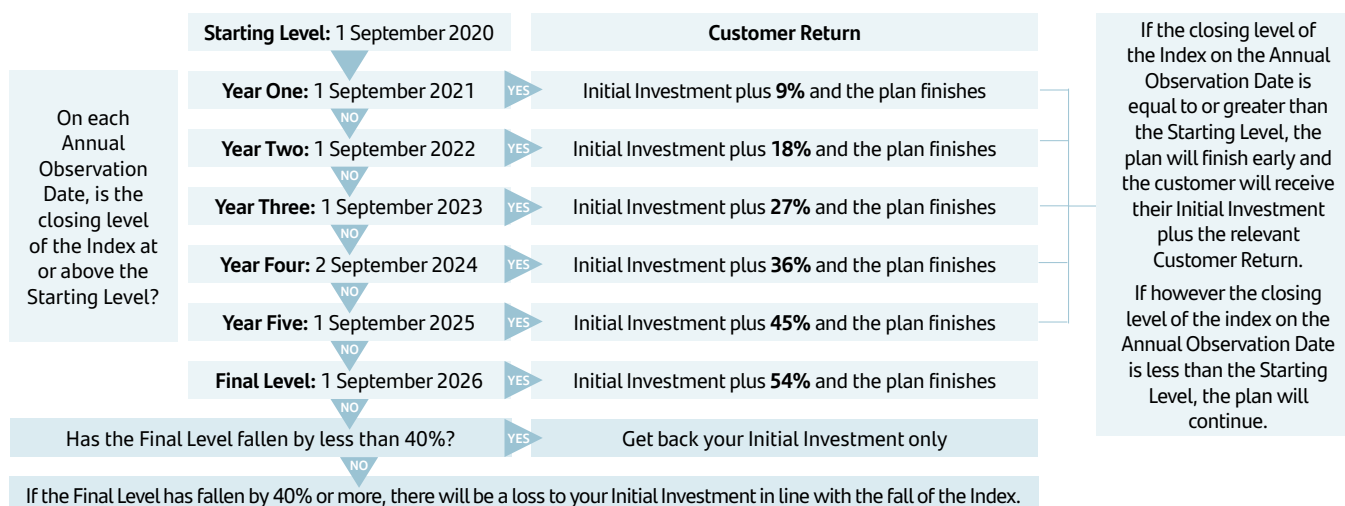 Starting Level: 1 September 2020
Customer Return
On each
Annual
Observation
Date, is the
closing level
of the Index at
or above the
Starting Level?
Year One: 1 September 2021 YES Initial Investment plus 9% and the plan finishes
NO
Year Two: 1 September 2022 YES Initial Investment plus 18% and the plan finishes
NO
Year Three: 1 September 2023 YES Initial Investment plus 27% and the plan finishes
NO
Year Four: 2 September 2024 YES Initial Investment plus 36% and the plan finishes
NO
Year Five: 1 September 2025 YES Initial Investment plus 45% and the plan finishes
NO
Final Level: 1 September 2026 YES Initial Investment plus 54% and the plan finishes
NO
Has the Final Level fallen by less than 40%? YES Get back your Initial Investment only
NO
If the Final Level has fallen by 40% or more, there will be a loss to your Initial Investment in line with the fall of the Index.
If the closing level of
the Index on the Annual
Observation Date is
equal to or greater than
the Starting Level, the
plan will finish early and
the customer will receive
their Initial Investment
plus the relevant
Customer Return.
If however the closing
level of the index on the
Annual Observation Date
is less than the Starting
Level, the plan will
continue.